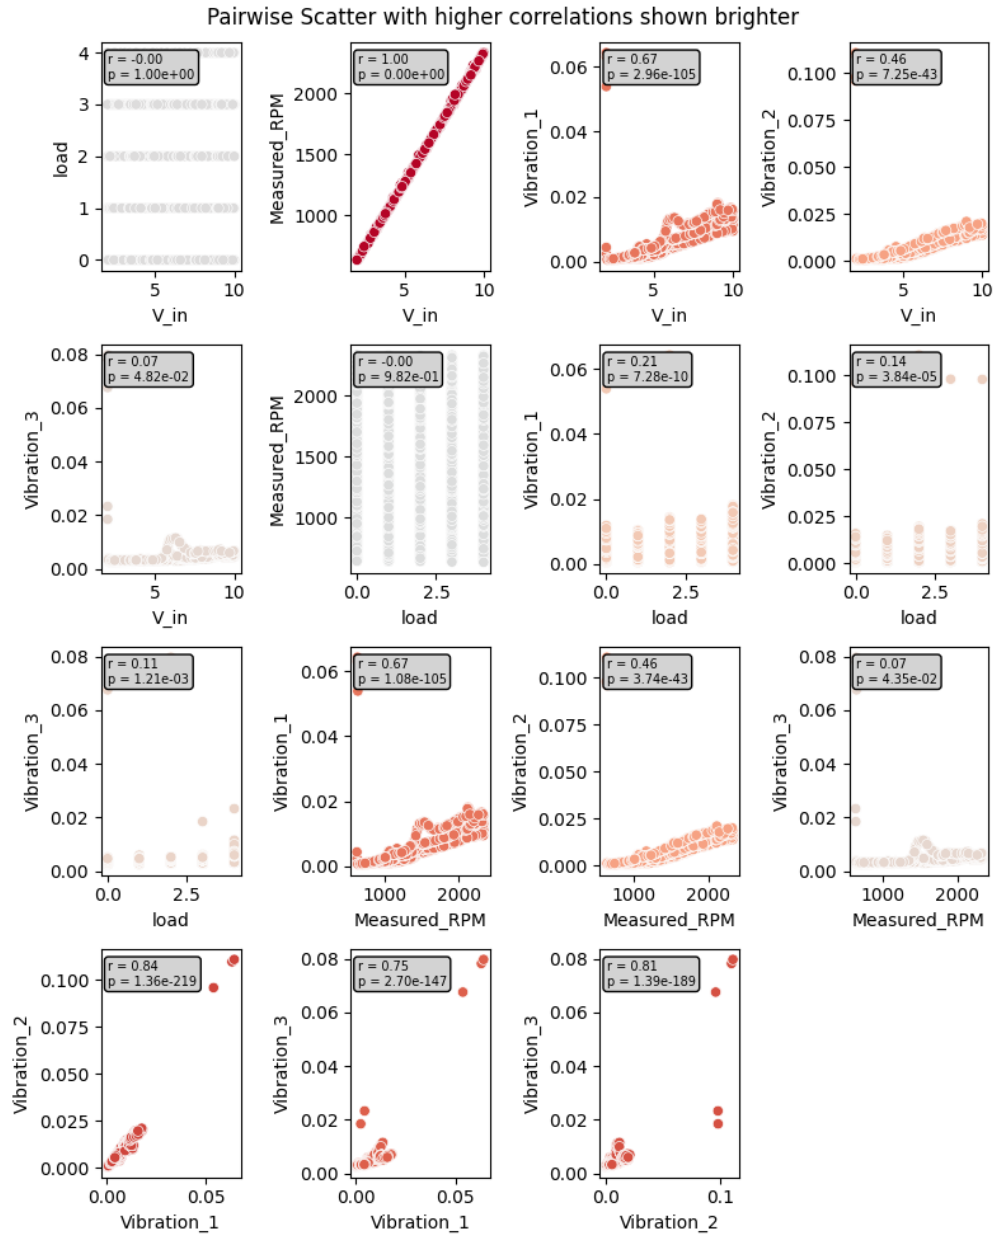 Pairwise Scatter with higher correlations shown brighter
r = -0.00
p = 1.00e+00
4
3
2
1
0
load
5 10
V_in
r = 1.00
p = 0.00e+00
2000
1500
1000
Measured_RPM
5 10
V_in
r = 0.67
p = 2.96e-105
0.06
0.04
0.02
0.00
Vibration_1
5 10
V_in
r = 0.46
p = 7.25e-43
0.100
0.075
0.050
0.025
0.000
Vibration_2
5 10
V_in
r = 0.07
p = 4.82e-02
0.08
0.06
0.04
0.02
0.00
Vibration_3
5 10
V_in
r = -0.00
p = 9.82e-01
2000
1500
1000
Measured_RPM
0.0 2.5
load
r = 0.21
p = 7.28e-10
0.06
0.04
0.02
0.00
Vibration_1
0.0 2.5
load
r = 0.14
p = 3.84e-05
0.100
0.075
0.050
0.025
0.000
Vibration_2
0.0 2.5
load
r = 0.11
p = 1.21e-03
0.08
0.06
0.04
0.02
0.00
Vibration_3
0.0 2.5
load
r = 0.67
p = 1.08e-105
0.06
0.04
0.02
0.00
Vibration_1
1000 2000
Measured_RPM
r = 0.46
p = 3.74e-43
0.100
0.075
0.050
0.025
0.000
Vibration_2
1000 2000
Measured_RPM
r = 0.07
p = 4.35e-02
0.08
0.06
0.04
0.02
0.00
Vibration_3
1000 2000
Measured_RPM
r = 0.84
p = 1.36e-219
0.100
0.075
0.050
0.025
0.000
Vibration_2
0.00 0.05
Vibration_1
r = 0.75
p = 2.70e-147
0.08
0.06
0.04
0.02
0.00
Vibration_3
0.00 0.05
Vibration_1
r = 0.81
p = 1.39e-189
0.08
0.06
0.04
0.02
0.00
Vibration_3
0.0 0.1
Vibration_2